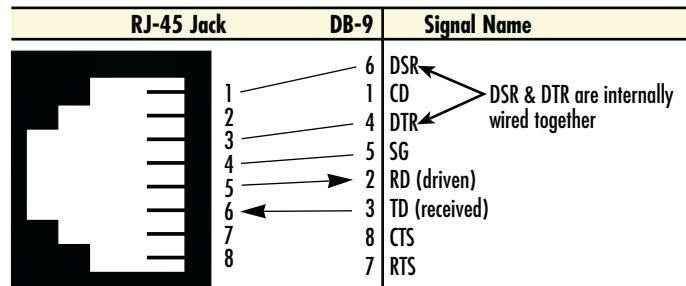 RJ-45 Jack DB-9 Signal Name
6 DSR
1 1 CD DSR & DTR are internally
2
3 4 DTR wired together
4 5 SG
5 2 RD (driven)
6 3 TD (received)
7 8 CTS
8 7 RTS